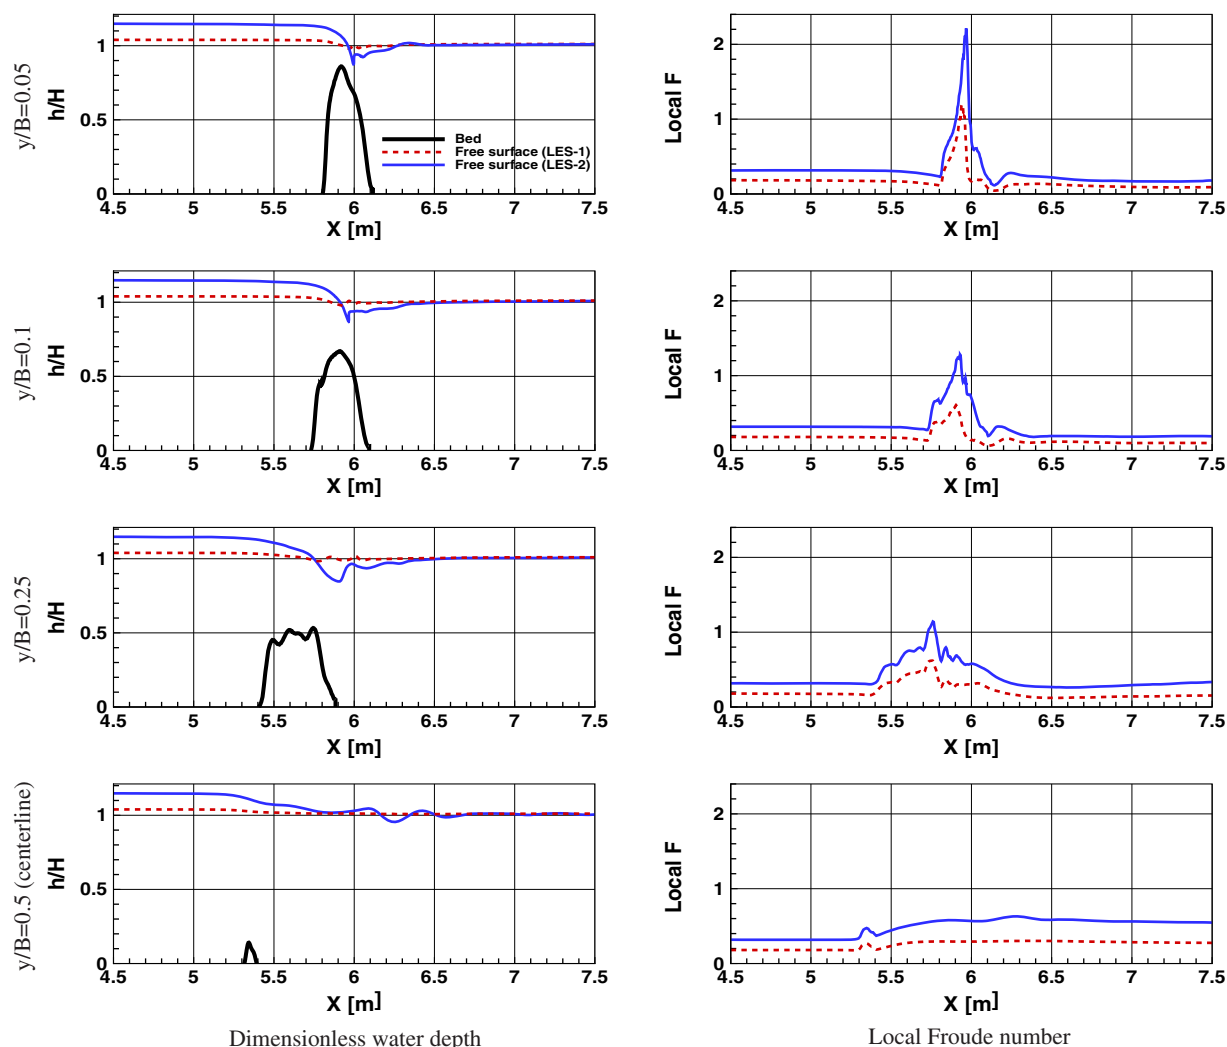 y/B=0.05
h/H
1
0.5
0
4.5 5 5.5 6 6.5 7 7.5
X [m]
Bed
Free surface (LES-1)
Free surface (LES-2)
Local F
2
1
0
4.5 5 5.5 6 6.5 7 7.5
X [m]
y/B=0.1
h/H
1
0.5
0
4.5 5 5.5 6 6.5 7 7.5
X [m]
Local F
2
1
0
4.5 5 5.5 6 6.5 7 7.5
X [m]
y/B=0.25
h/H
1
0.5
0
4.5 5 5.5 6 6.5 7 7.5
X [m]
Local F
2
1
0
4.5 5 5.5 6 6.5 7 7.5
X [m]
y/B=0.5 (centerline)
h/H
1
0.5
0
4.5 5 5.5 6 6.5 7 7.5
X [m]
Local F
2
1
0
4.5 5 5.5 6 6.5 7 7.5
X [m]
Dimensionless water depth
Local Froude number